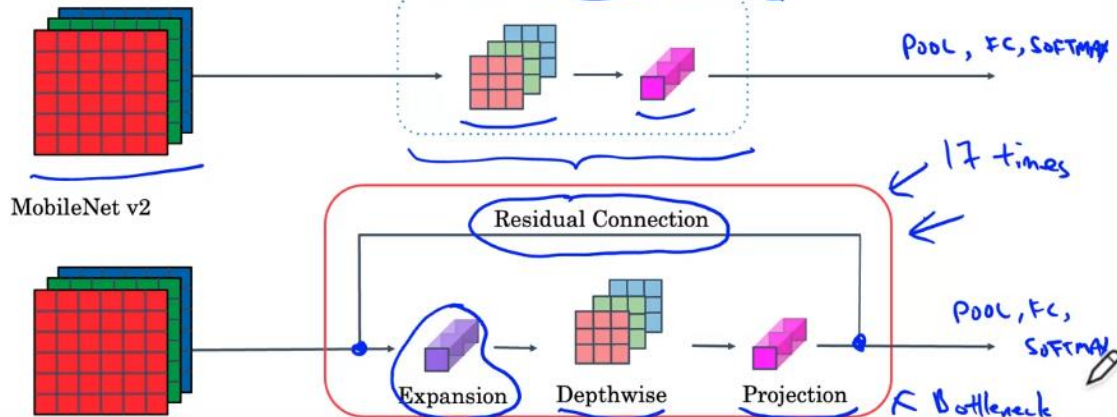 POOL, FC, SOFTMAX
17 times
MobileNet v2
Residual Connection
POOL, FC,
SOFTMAX
Expansion
Depthwise
Projection
Bottleneck